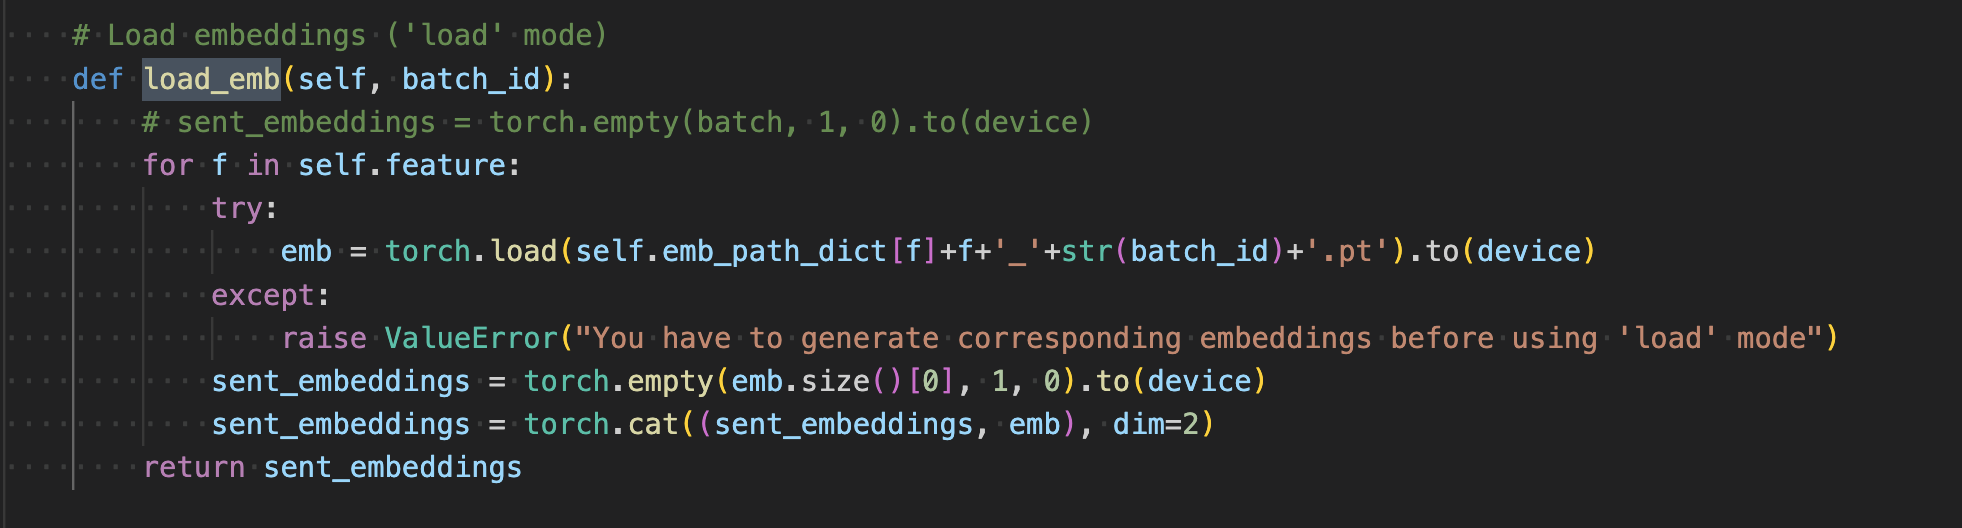 # Load embeddings ('load' mode)
def load_emb(self, batch_id):
# sent_embeddings = torch.empty(batch, 1, 0).to(device)
for f in self.feature:
try:
emb = torch.load(self.emb_path_dict[f]+f+'_'+str(batch_id)+'.pt').to(device)
except:
raise ValueError("You have to generate corresponding embeddings before using 'load' mode")
sent_embeddings = torch.empty(emb.size()[0], 1, 0).to(device)
sent_embeddings = torch.cat((sent_embeddings, emb), dim=2)
return sent_embeddings